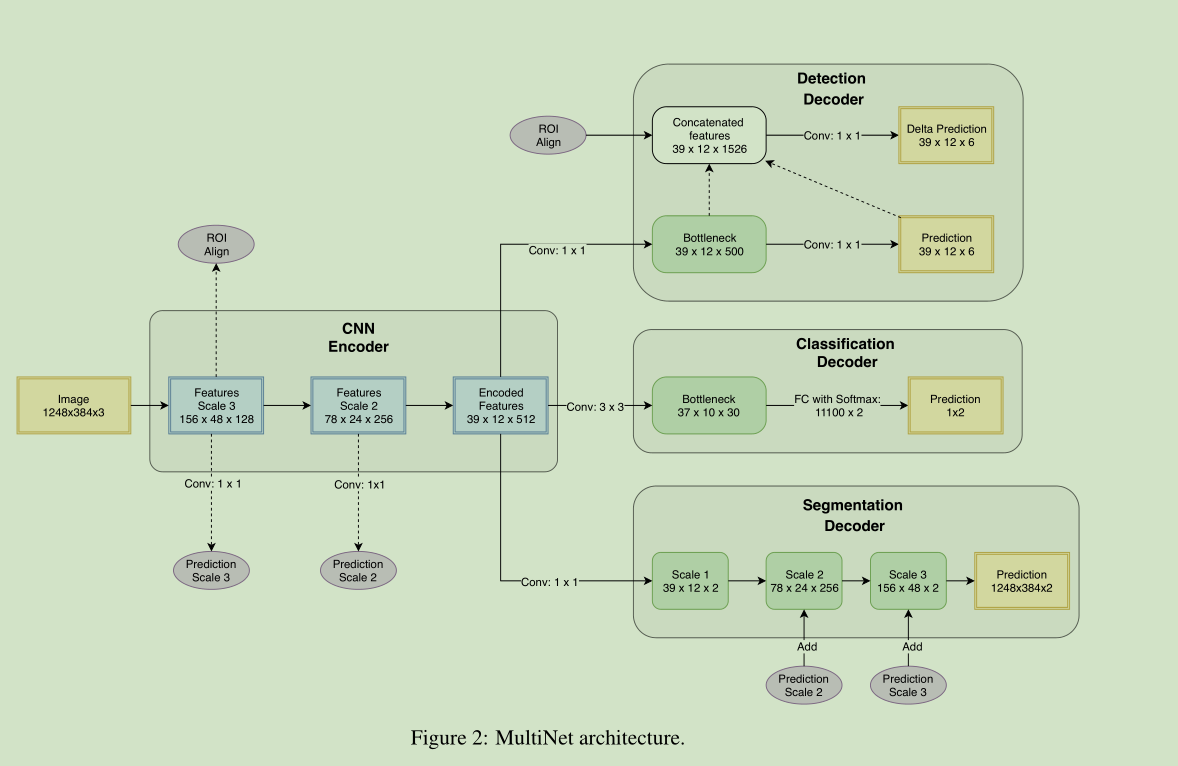 Detection
Decoder
ROI
Align
Concatenated
features
39 x 12 x 1526
Conv: 1 x 1
Delta Prediction
39 x 12 x 6
ROI
Align
Conv: 1 x 1
Bottleneck
39 x 12 x 500
Conv: 1 x 1
Prediction
39 x 12 x 6
CNN
Encoder
Image
1248x384x3
Features
Scale 3
156 x 48 x 128
Features
Scale 2
78 x 24 x 256
Encoded
Features
39 x 12 x 512
Conv: 3 x 3
Classification
Decoder
Bottleneck
37 x 10 x 30
FC with Softmax:
11100 x 2
Prediction
1x2
Conv: 1 x 1
Conv: 1x1
Prediction
Scale 3
Prediction
Scale 2
Conv: 1 x 1
Segmentation
Decoder
Scale 1
39 x 12 x 2
Scale 2
78 x 24 x 256
Scale 3
156 x 48 x 2
Prediction
1248x384x2
Add
Add
Prediction
Scale 2
Prediction
Scale 3
Figure 2: MultiNet architecture.